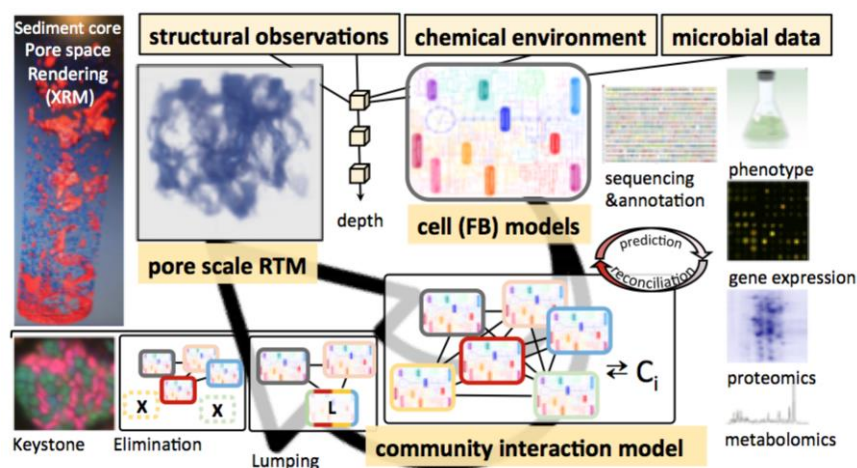 Sediment core
Pore space
Rendering
(XRM)
structural observations
chemical environment
microbial data
depth
pore scale RTM
cell (FB) models
sequencing
&annotation)
phenotype
prediction
reconciliation
gene expression
proteomics
metabolomics
Keystone
X
X
Elimination
L
Lumping
⇄ Ci
community interaction model